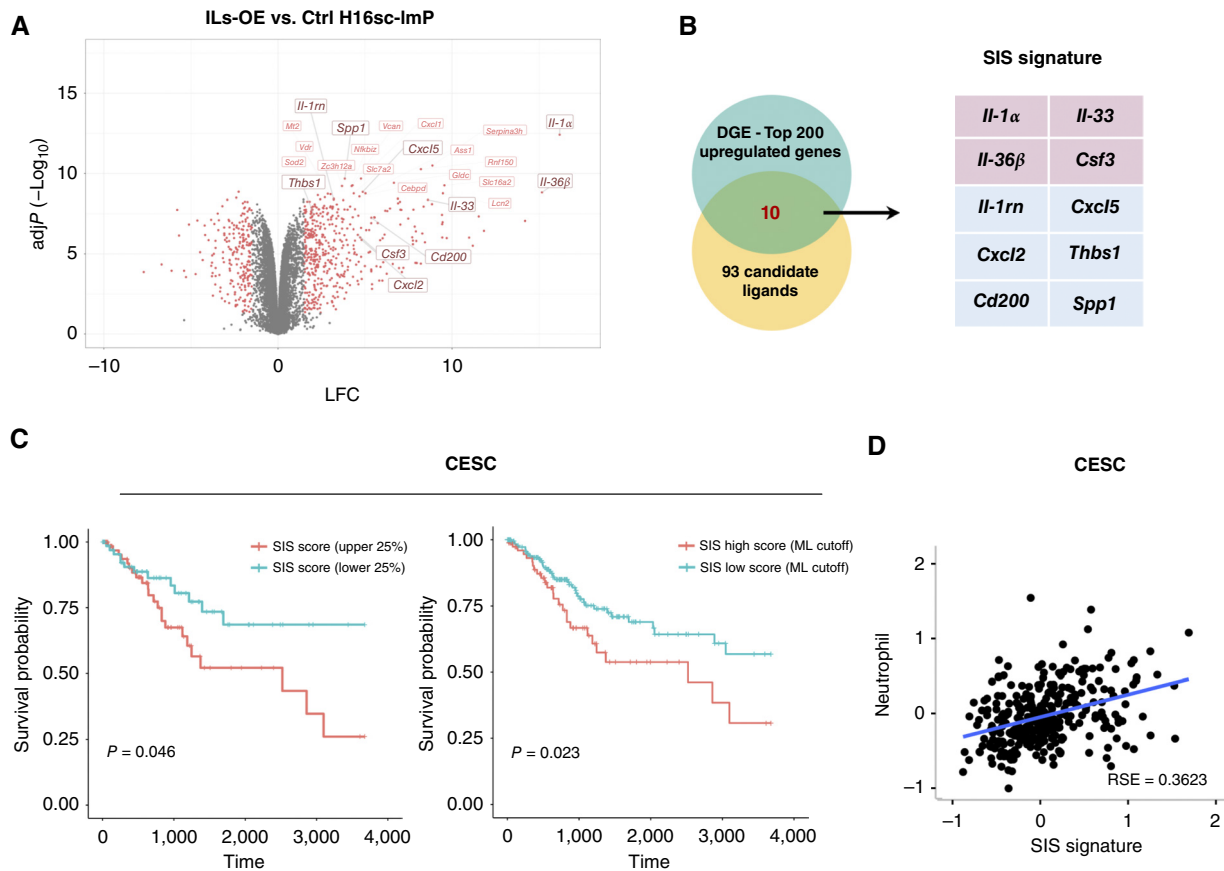 A
ILs-OE vs. Ctrl H16sc-ImP
adjP (−Log10)
15
10
5
0
Il-1rn
Mt2
Spp1
Vcan
Cxcl1
Serpina3h
Il-1α
Vdr
Nfkbiz
Cxcl5
Ass1
Sod2
Zc3h12a
Slc7a2
Rnf150
Thbs1
Gldc
Slc16a2
Il-36β
Cebpd
Il-33
Lcn2
Csf3
Cd200
Cxcl2
−10
0
10
LFC
B
SIS signature
DGE - Top 200
upregulated genes
10
93 candidate
ligands
Il-1α Il-33
Il-36β Csf3
Il-1rn Cxcl5
Cxcl2 Thbs1
Cd200 Spp1
C
CESC
Survival probability
1.00
0.75
0.50
0.25
0.00
SIS score (upper 25%)
SIS score (lower 25%)
P = 0.046
0 1,000 2,000 3,000 4,000
Time
Survival probability
1.00
0.75
0.50
0.25
0.00
SIS high score (ML cutoff)
SIS low score (ML cutoff)
P = 0.023
0 1,000 2,000 3,000 4,000
Time
D
CESC
Neutrophil
2
1
0
−1
RSE = 0.3623
−1 0 1 2
SIS signature